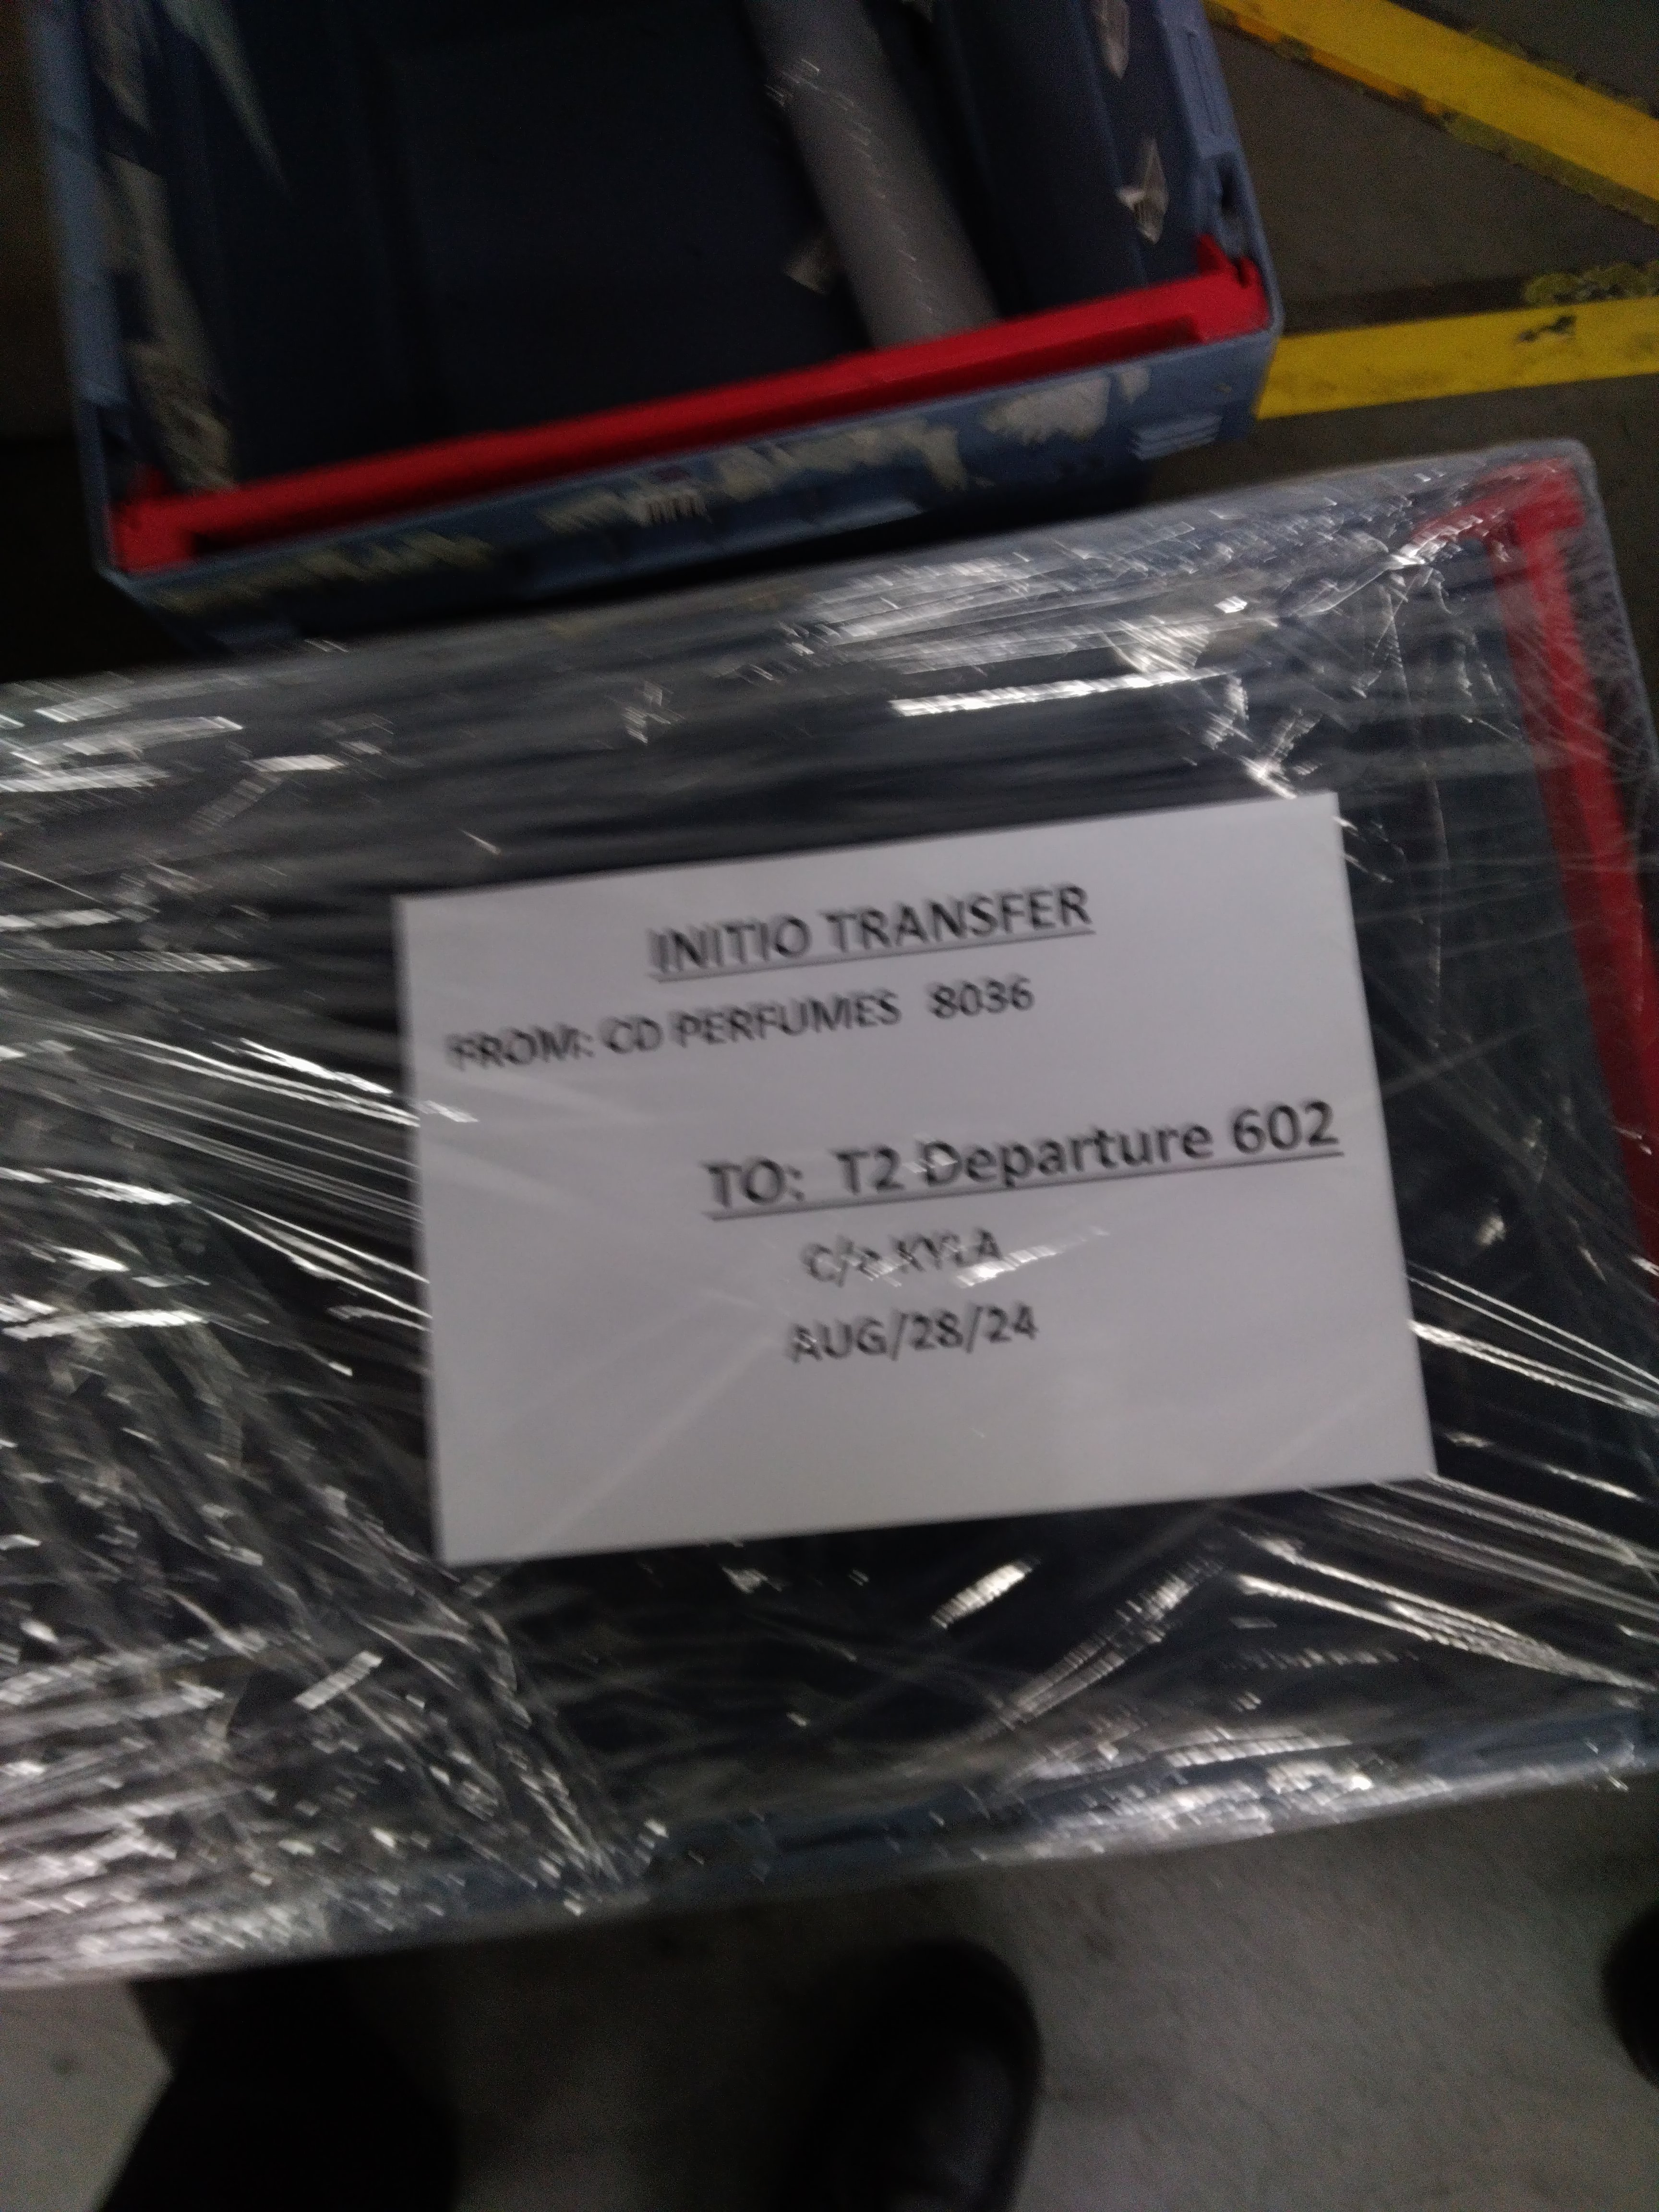 INITIO TRANSFER
FROM: CD PERFUMES 8036
TO: T2 Departure 602
C/o KYLA
AUG/28/24